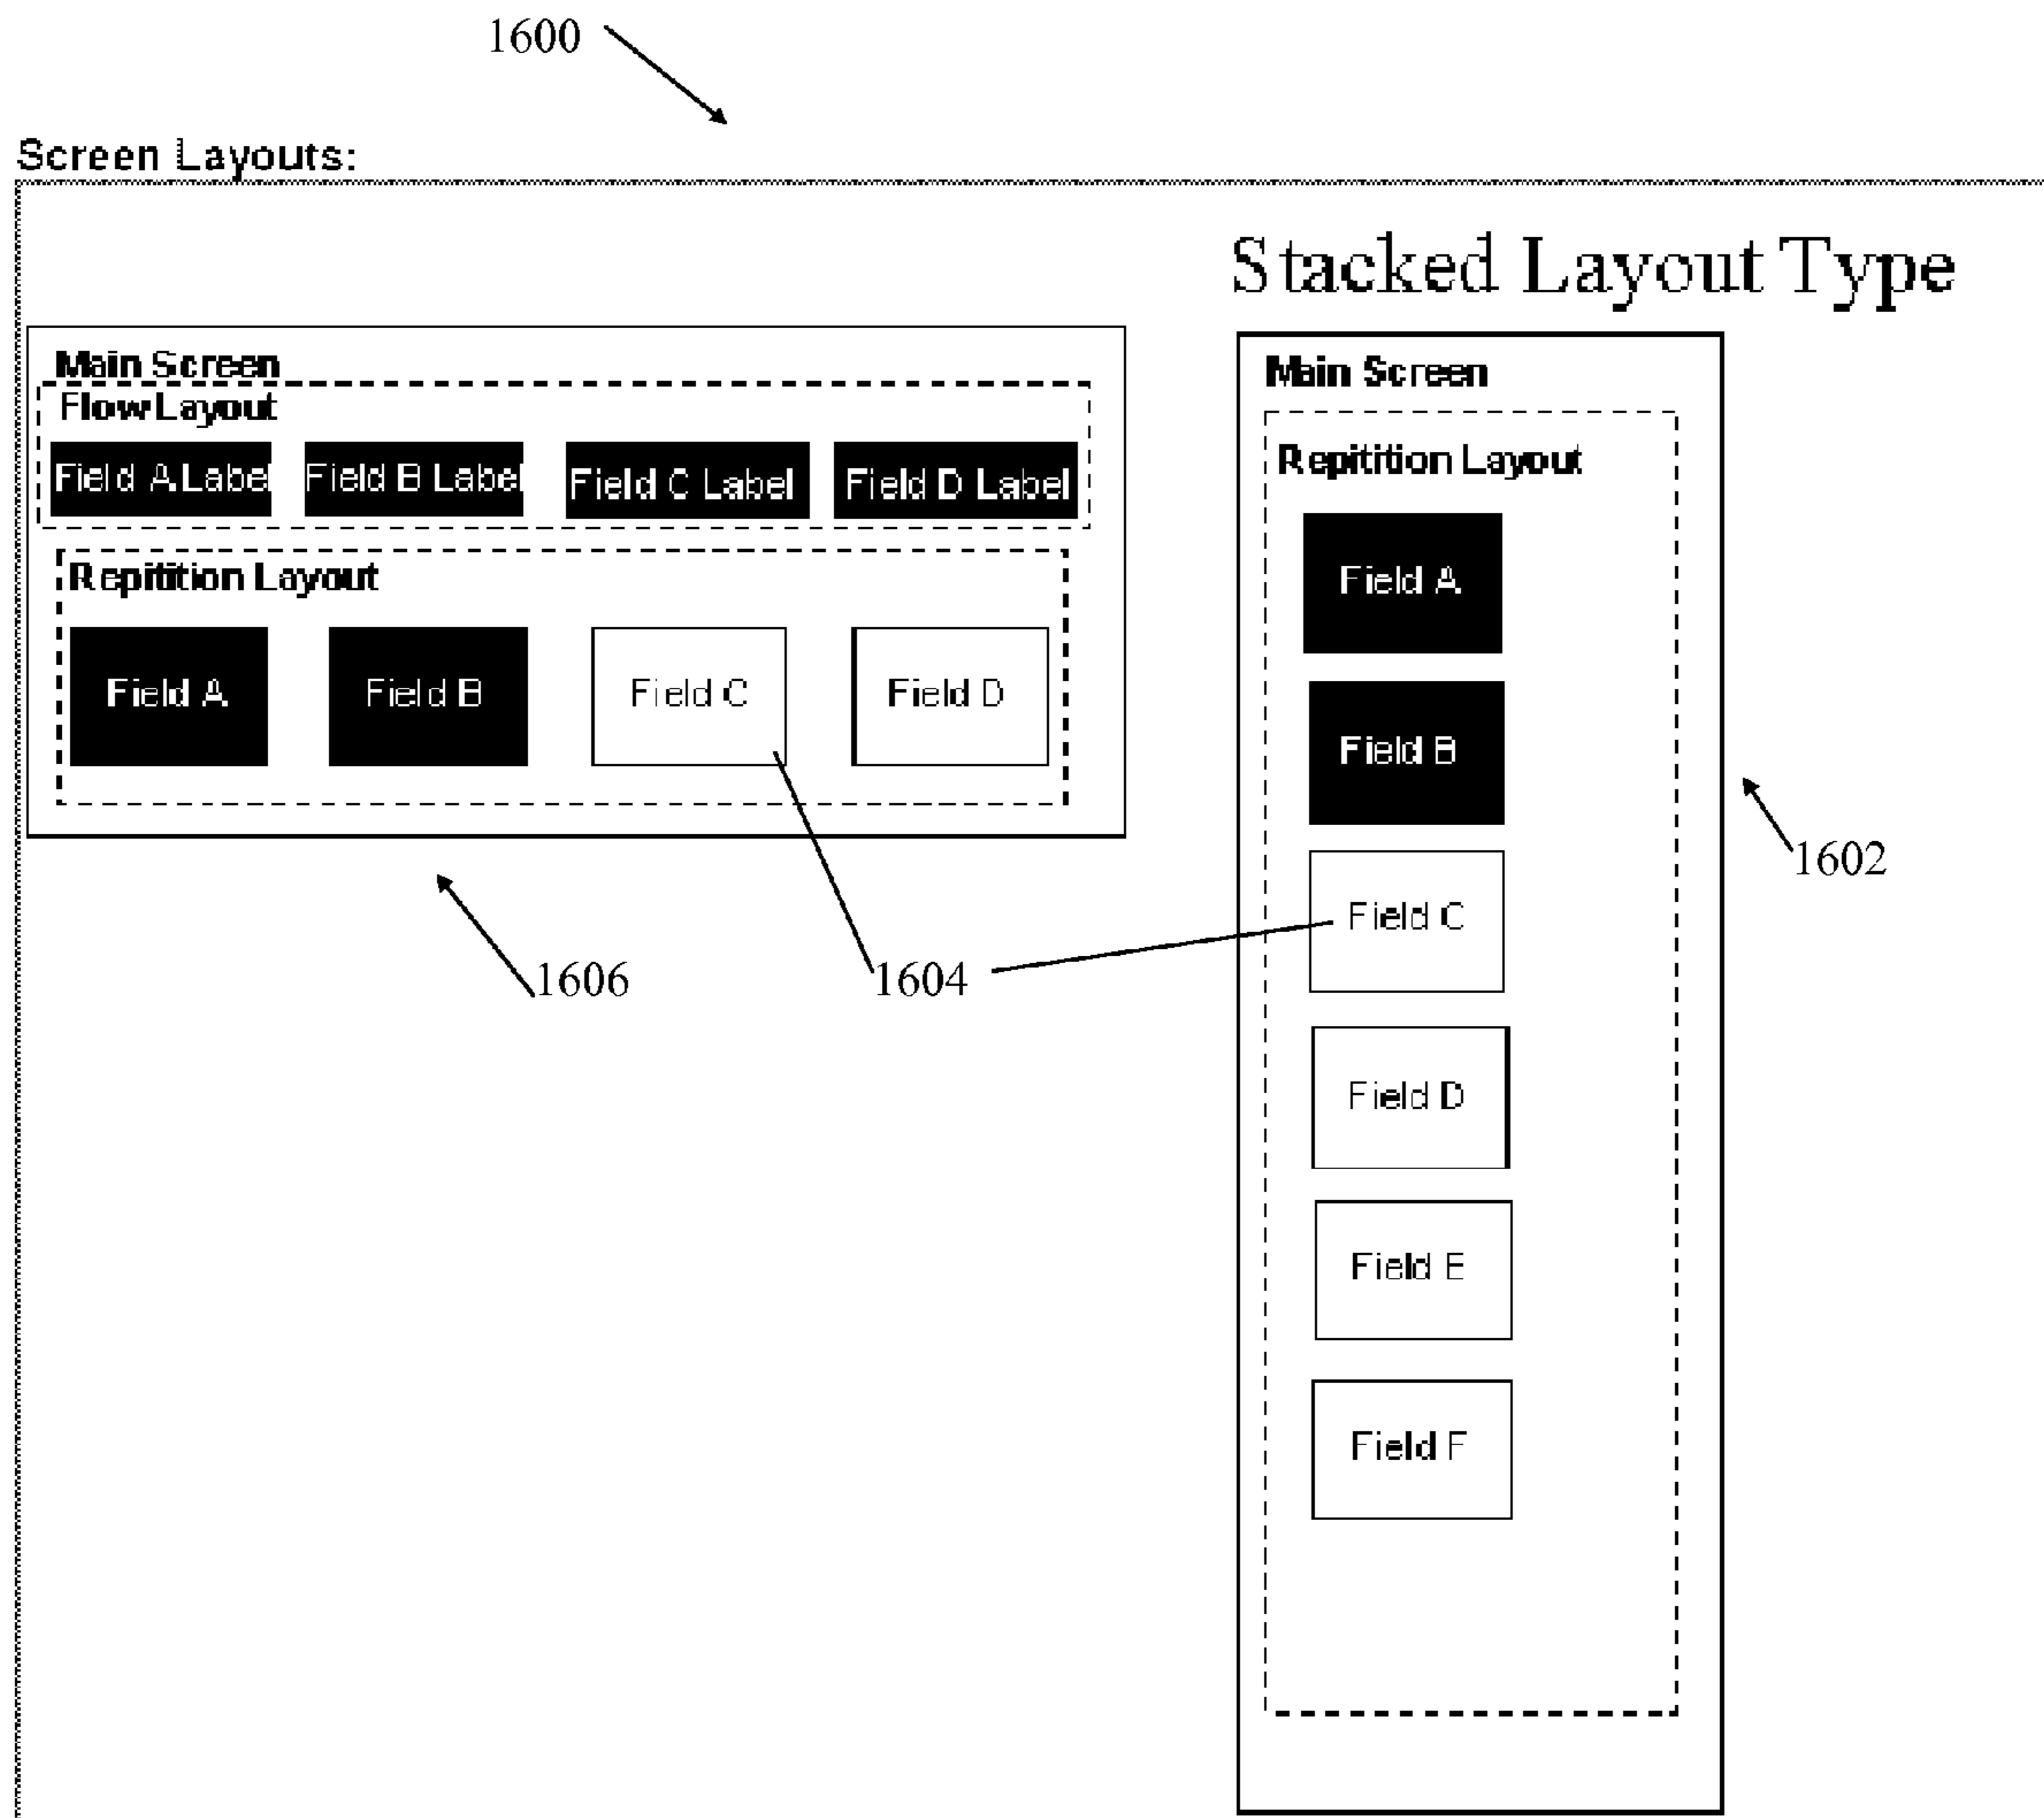 1600
Screen Layouts:
Stacked Layout Type
Main Screen
Flow Layout
Field A Label
Field B Label
Field C Label
Field D Label
Repitition Layout
Field A
Field B
Field C
Field D
1606
1604
Main Screen
Repitition Layout
Field A
Field B
Field C
Field D
Field E
Field F
1602